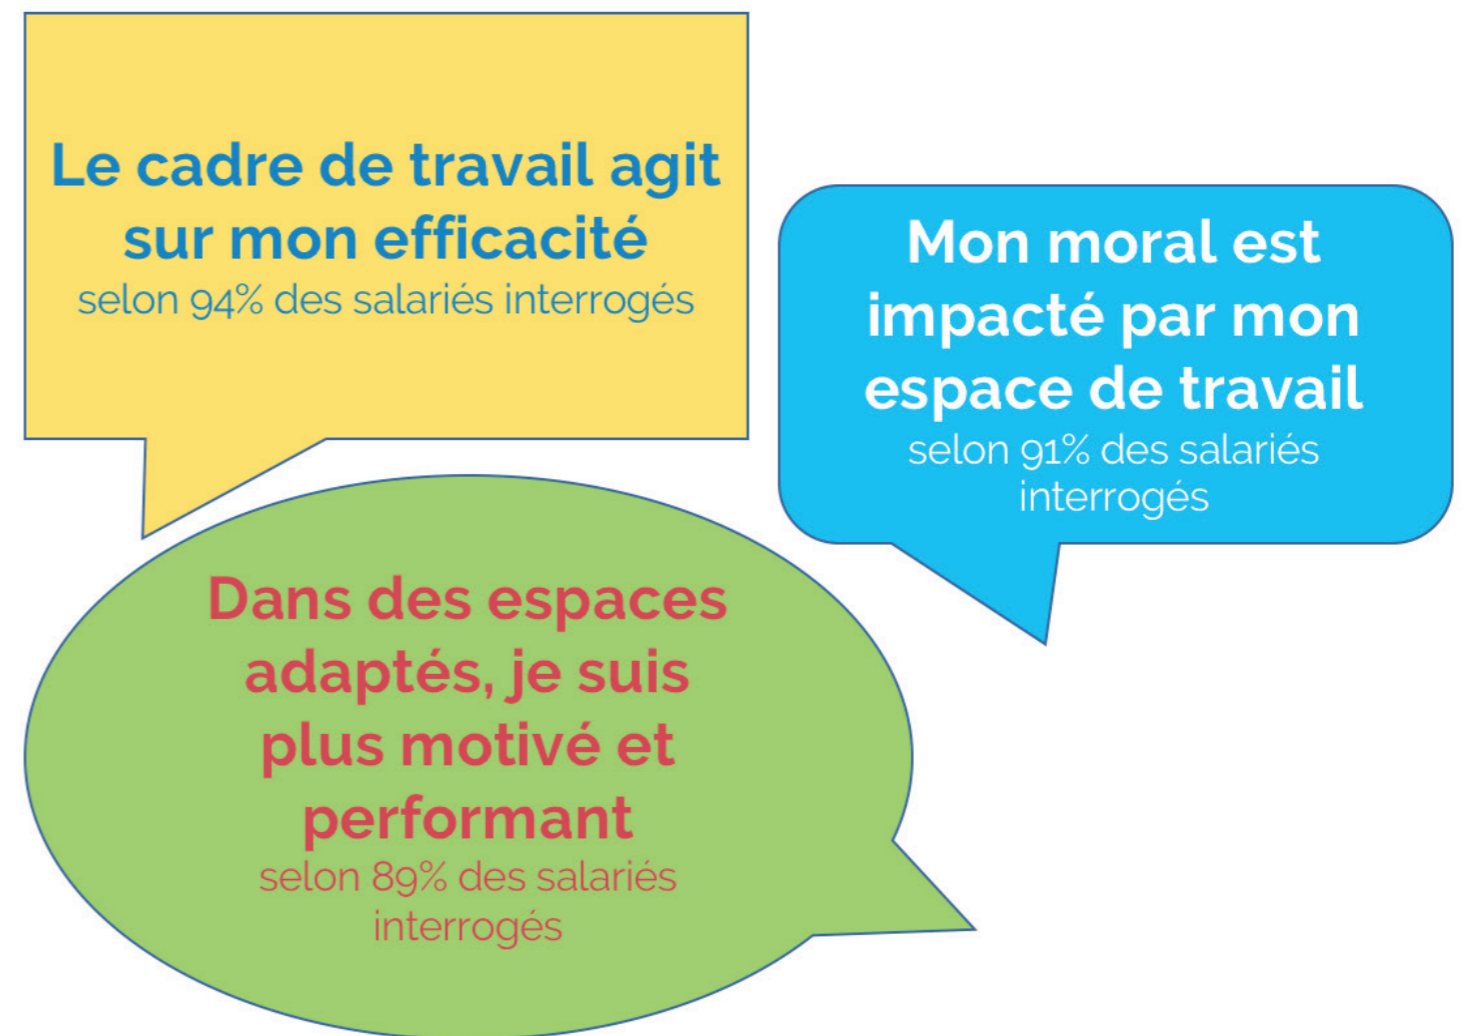 Le cadre de travail agit
sur mon efficacité
selon 94% des salariés interrogés
Mon moral est
impacté par mon
espace de travail
selon 91% des salariés
interrogés
Dans des espaces
adaptés, je suis
plus motivé et
performant
selon 89% des salariés
interrogés